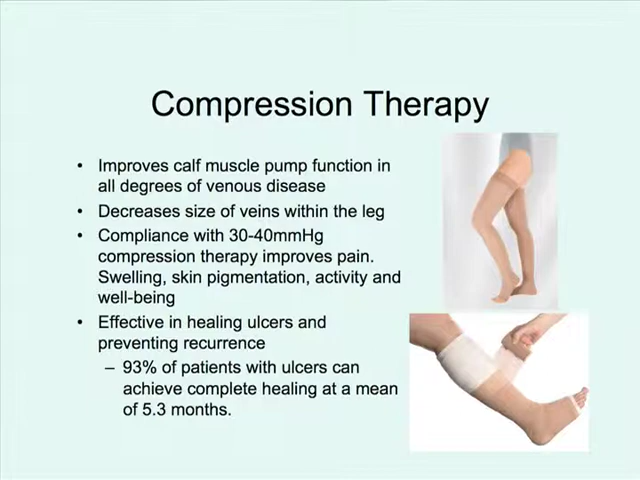 Compression Therapy
• Improves calf muscle pump function in
all degrees of venous disease
• Decreases size of veins within the leg
• Compliance with 30-40mmHg
compression therapy improves pain.
Swelling, skin pigmentation, activity and
well-being
• Effective in healing ulcers and
preventing recurrence
– 93% of patients with ulcers can
achieve complete healing at a mean
of 5.3 months.